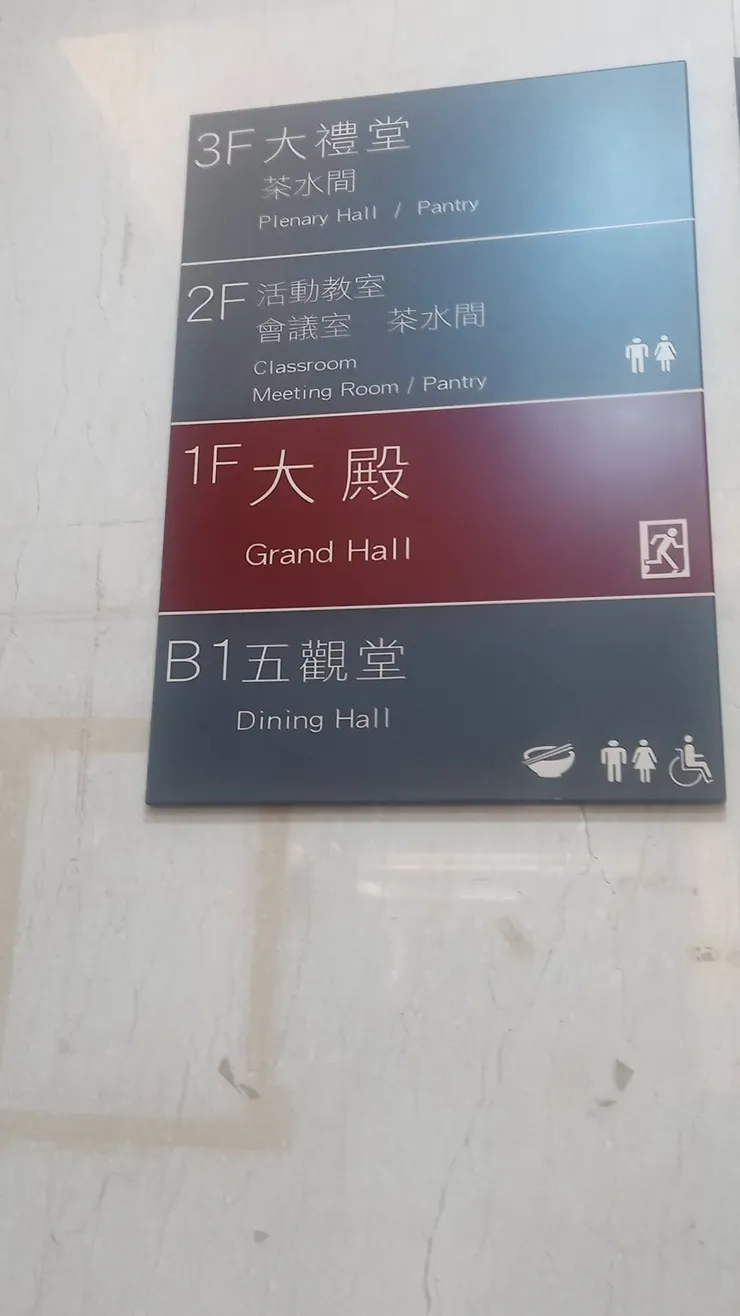 3F 大禮堂
茶水間
Plenary Hall / Pantry
2F 活動教室
會議室 茶水間
Classroom
Meeting Room / Pantry
1F 大殿
Grand Hall
B1 五觀堂
Dining Hall